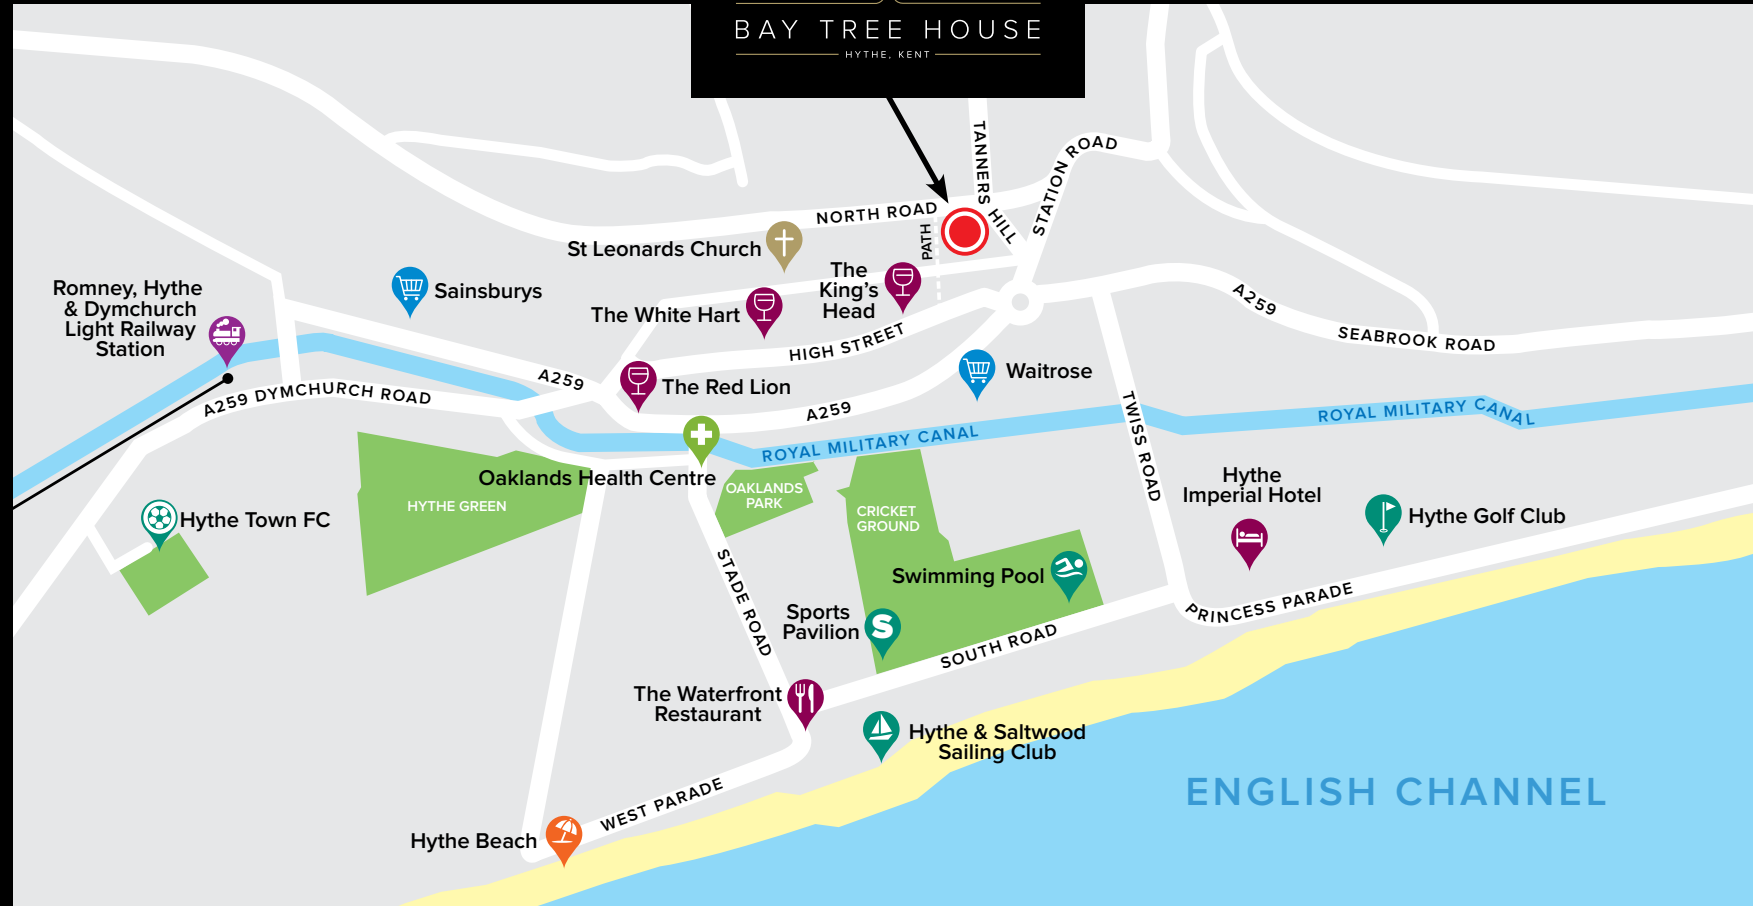 BAY TREE HOUSE
HYTHE, KENT
TANNERS HILL
STATION ROAD
NORTH ROAD
PATH
St Leonards Church
The
King's
Head
Romney, Hythe
& Dymchurch
Light Railway
Station
Sainsburys
The White Hart
HIGH STREET
A259
SEABROOK ROAD
A259
The Red Lion
Waitrose
A259 DYMCHURCH ROAD
A259
TWISS ROAD
ROYAL MILITARY CANAL
ROYAL MILITARY CANAL
Oaklands Health Centre
HYTHE GREEN
OAKLANDS
PARK
CRICKET
GROUND
Hythe
Imperial Hotel
Hythe Golf Club
Hythe Town FC
STADE ROAD
Swimming Pool
Sports
Pavilion
SOUTH ROAD
PRINCESS PARADE
The Waterfront
Restaurant
Hythe & Saltwood
Sailing Club
WEST PARADE
ENGLISH CHANNEL
Hythe Beach